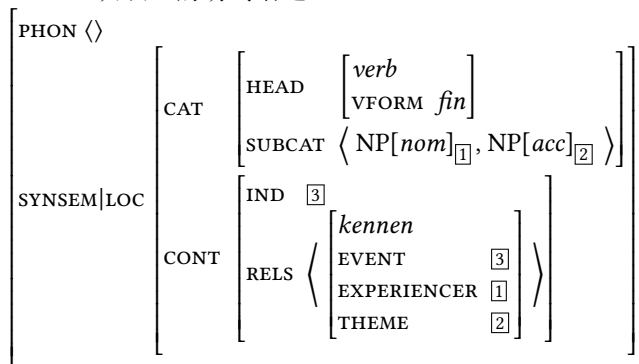 PHON ⟨⟩
SYNSEM|LOC
CAT
HEAD [verb
VFORM fin]
SUBCAT ⟨ NP[nom]₁, NP[acc]₂ ⟩
CONT
IND 3
RELS ⟨
kennen
EVENT 3
EXPERIENCER 1
THEME 2
⟩